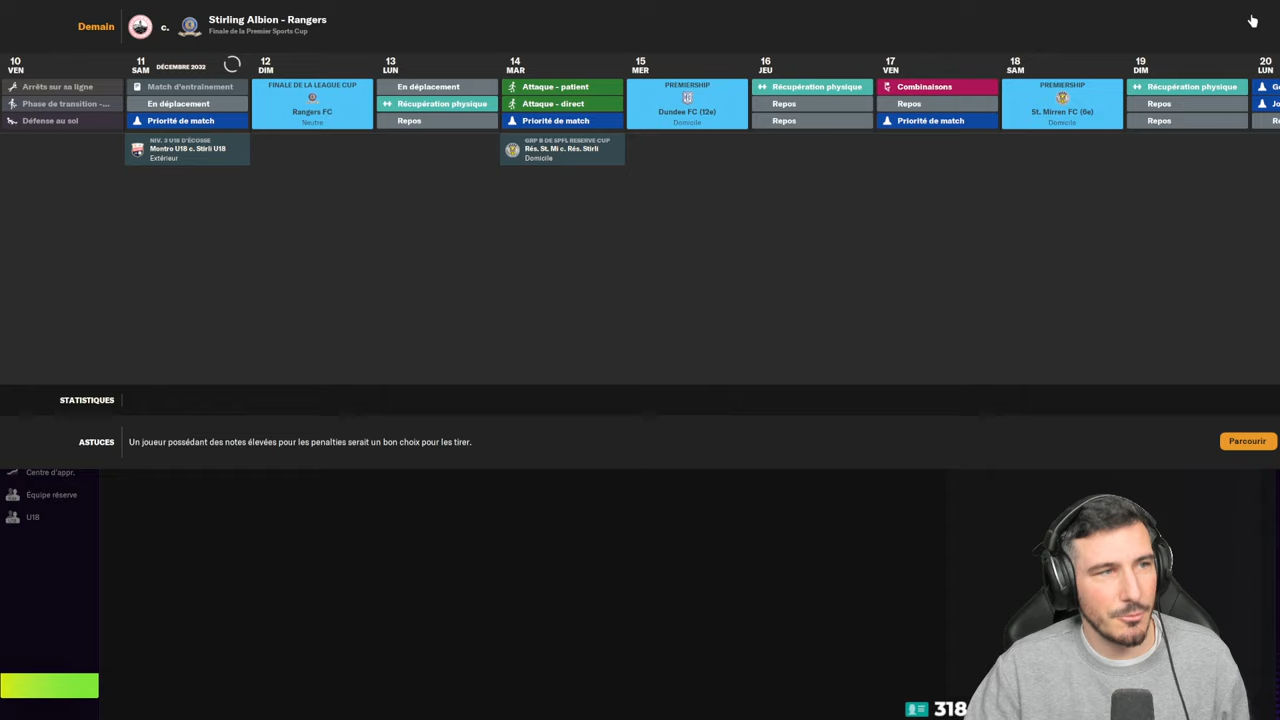 Demain
c.
Stirling Albion - Rangers
Finale de la Premier Sports Cup
10
VEN
11
SAM
DÉCEMBRE 2032
12
DIM
13
LUN
14
MAR
15
MER
16
JEU
17
VEN
18
SAM
19
DIM
20
LUN
Arrêts sur sa ligne
Phase de transition -...
Défense au sol
Match d'entraînement
En déplacement
Priorité de match
NIV. 3 U18 D'ÉCOSSE
Montro U18 c. Stirli U18
Extérieur
FINALE DE LA LEAGUE CUP
Rangers FC
Neutre
En déplacement
Récupération physique
Repos
Attaque - patient
Attaque - direct
Priorité de match
GRP B DE SPFL RESERVE CUP
Rés. St. Mi c. Rés. Stirli
Domicile
PREMIERSHIP
Dundee FC (12e)
Domicile
Récupération physique
Repos
Repos
Combinaisons
Repos
Priorité de match
PREMIERSHIP
St. Mirren FC (6e)
Domicile
Récupération physique
Repos
Repos
STATISTIQUES
ASTUCES
Un joueur possédant des notes élevées pour les penalties serait un bon choix pour les tirer.
Parcourir
Centre d'appr.
Équipe réserve
U18
318